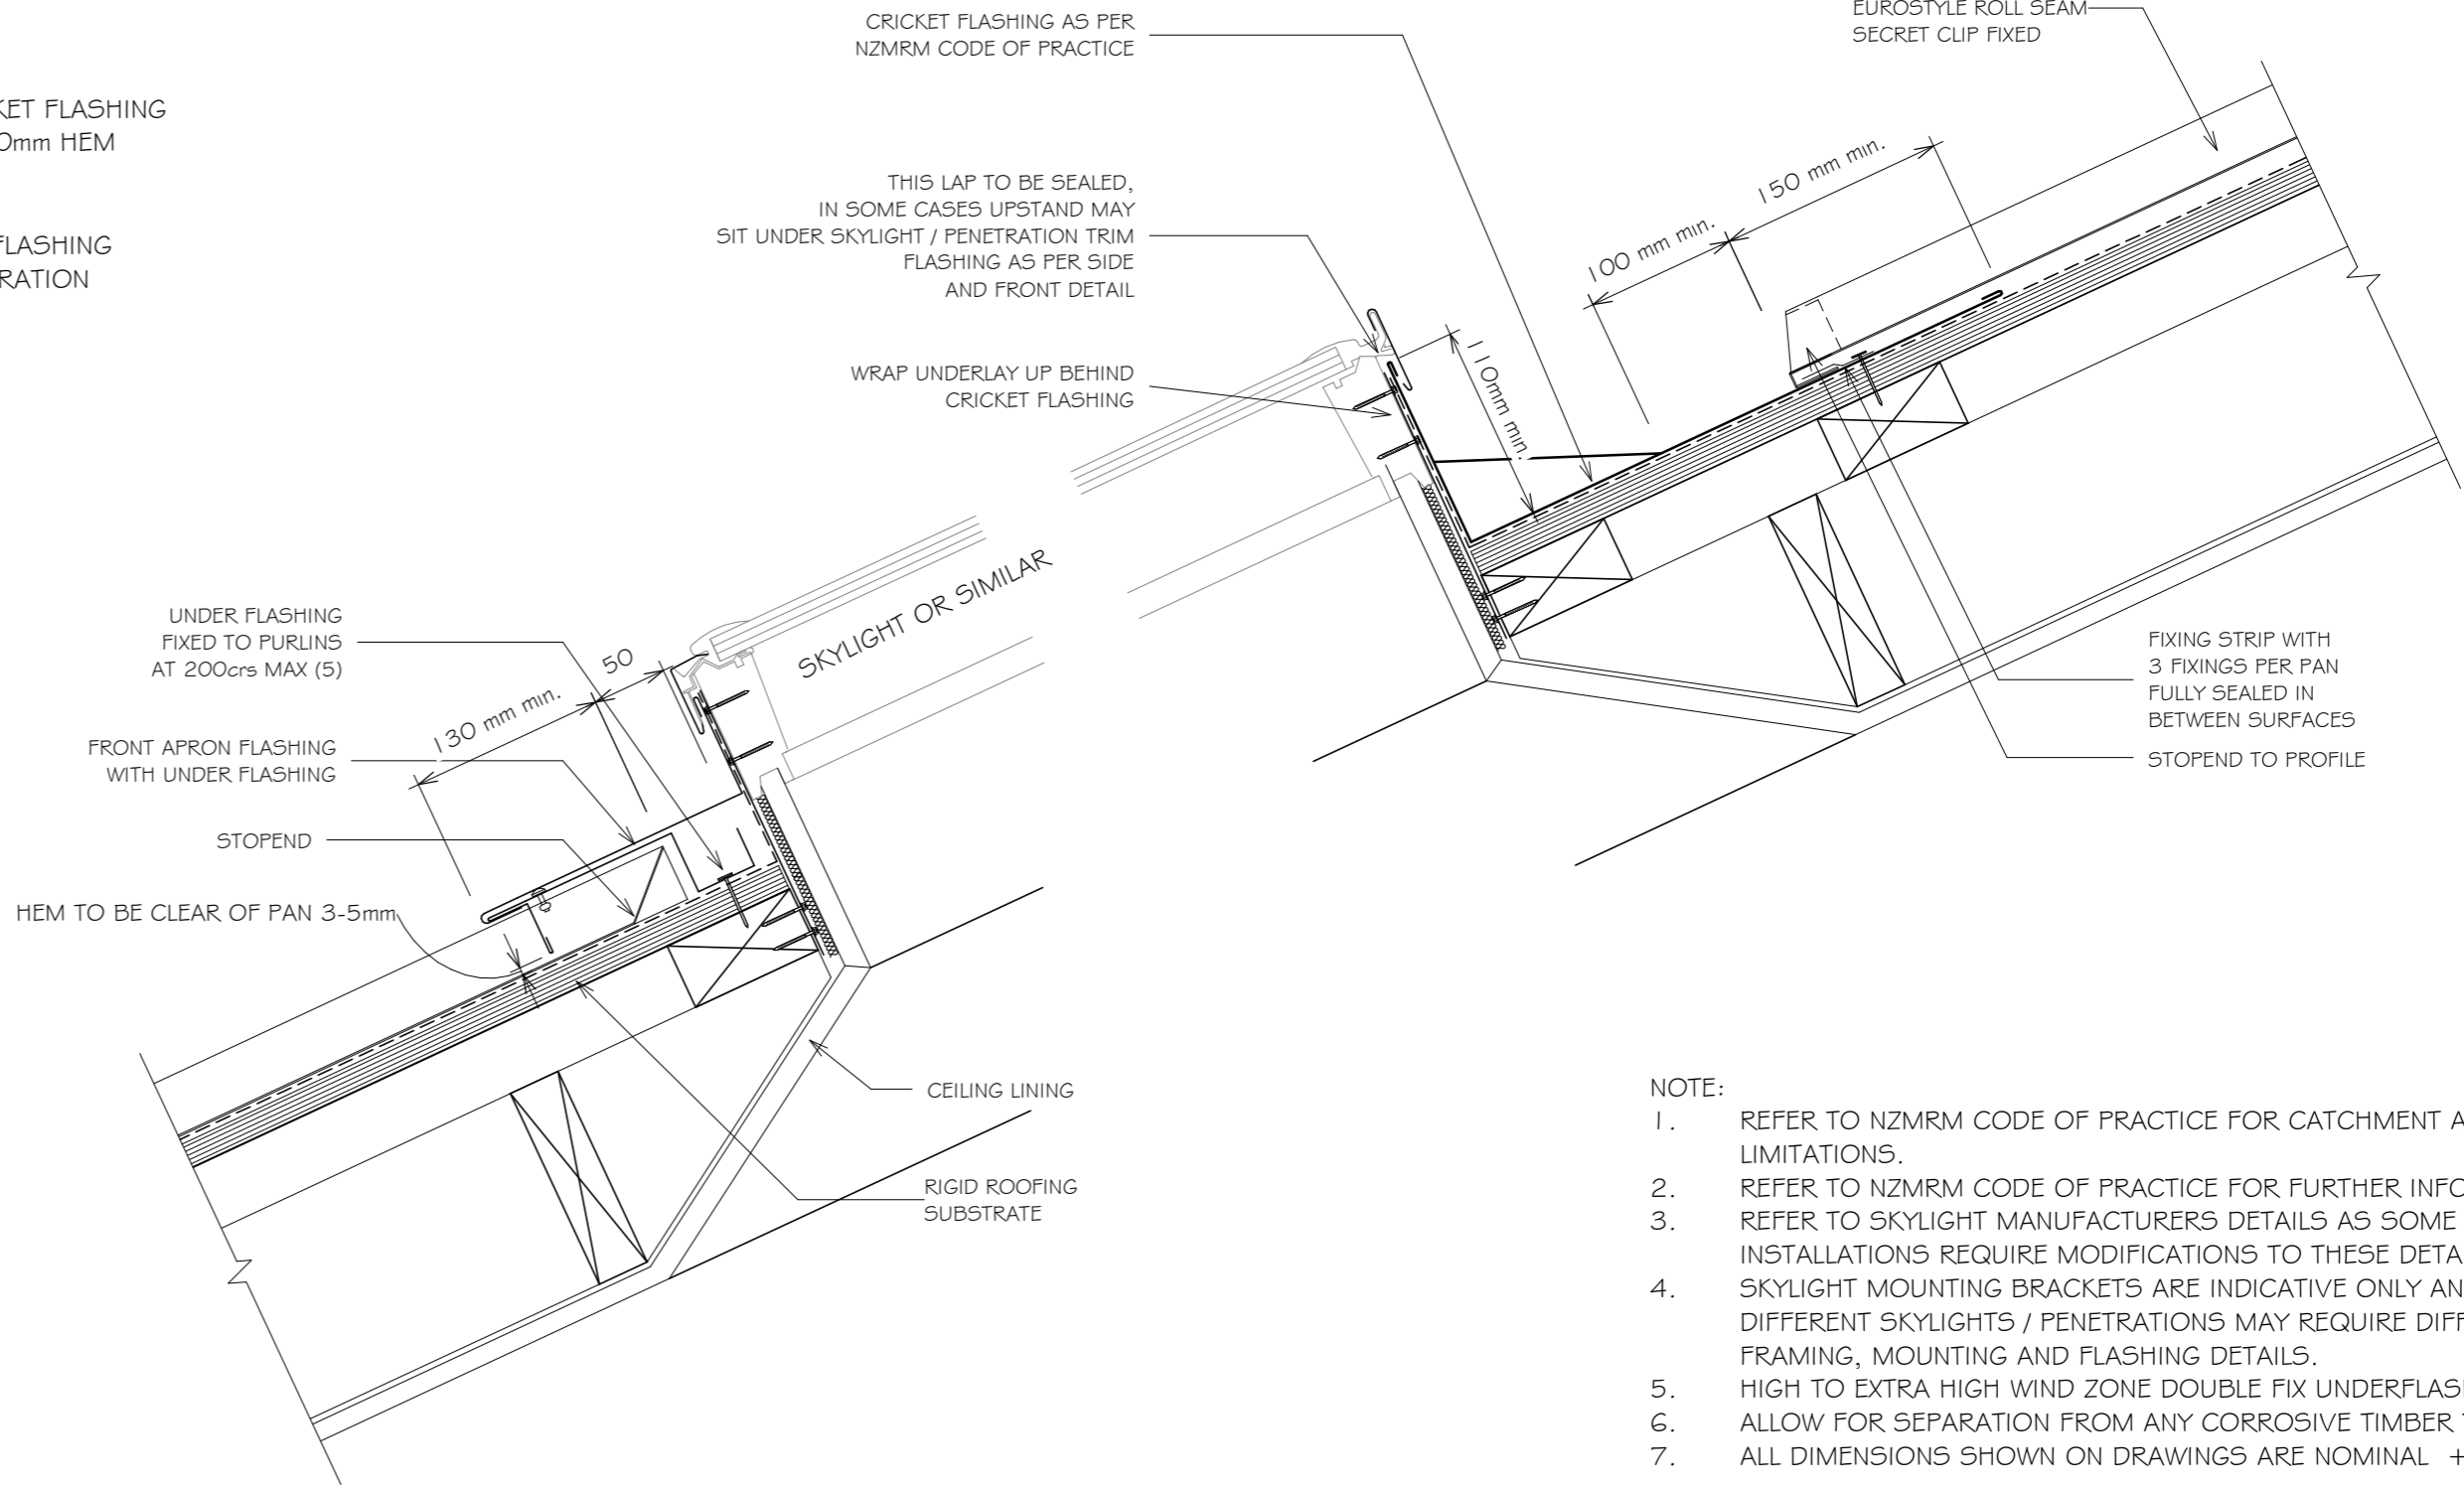 CRICKET FLASHING AS PER
NZMRM CODE OF PRACTICE
EUROSTYLE ROLL SEAM
SECRET CLIP FIXED
FLASHING
HEM
FLASHING
THIS LAP TO BE SEALED,
IN SOME CASES UPSTAND MAY
SIT UNDER SKYLIGHT / PENETRATION TRIM
FLASHING AS PER SIDE
AND FRONT DETAIL
WRAP UNDERLAY UP BEHIND
CRICKET FLASHING
150 mm min.
100 mm min.
110mm min.
SKYLIGHT OR SIMILAR
UNDER FLASHING
FIXED TO PURLINS
AT 200crs MAX (5)
50
130 mm min.
FRONT APRON FLASHING
WITH UNDER FLASHING
STOPEND
HEM TO BE CLEAR OF PAN 3-5mm
FIXING STRIP WITH
3 FIXINGS PER PAN
FULLY SEALED IN
BETWEEN SURFACES
STOPEND TO PROFILE
CEILING LINING
RIGID ROOFING
SUBSTRATE
NOTE:
1. REFER TO NZMRM CODE OF PRACTICE FOR CATCHMENT
LIMITATIONS.
2. REFER TO NZMRM CODE OF PRACTICE FOR FURTHER
3. REFER TO SKYLIGHT MANUFACTURERS DETAILS AS SOME
INSTALLATIONS REQUIRE MODIFICATIONS TO THESE
4. SKYLIGHT MOUNTING BRACKETS ARE INDICATIVE ONLY
DIFFERENT SKYLIGHTS / PENETRATIONS MAY REQUIRE
FRAMING, MOUNTING AND FLASHING DETAILS.
5. HIGH TO EXTRA HIGH WIND ZONE DOUBLE FIX
6. ALLOW FOR SEPARATION FROM ANY CORROSIVE TIMBER
7. ALL DIMENSIONS SHOWN ON DRAWINGS ARE NOMINAL +